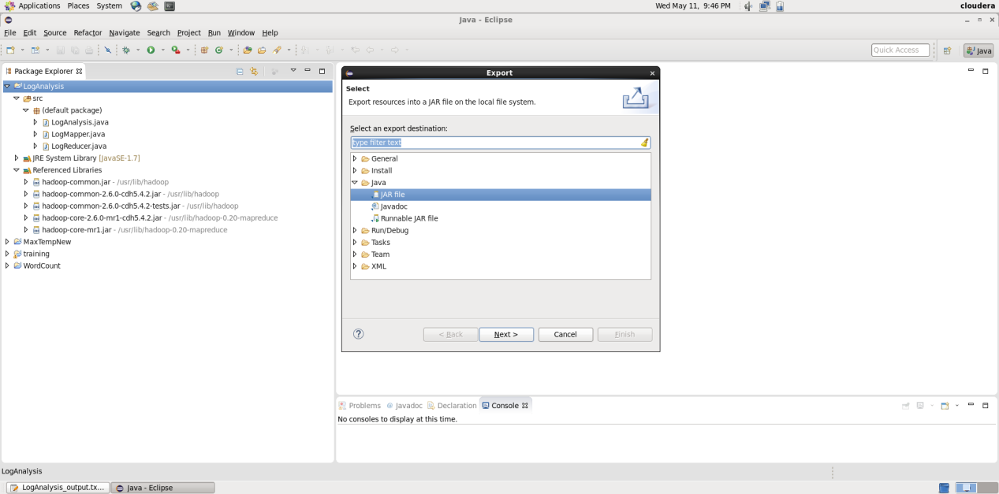 Applications Places System Wed May 11, 9:46 PM cloudera
Java - Eclipse
File Edit Source Refactor Navigate Search Project Run Window Help
Quick Access Java
Package Explorer
LogAnalysis
src
(default package)
LogAnalysis.java
LogMapper.java
LogReducer.java
JRE System Library [JavaSE-1.7]
Referenced Libraries
hadoop-common.jar - /usr/lib/hadoop
hadoop-common-2.6.0-cdh5.4.2.jar - /usr/lib/hadoop
hadoop-common-2.6.0-cdh5.4.2-tests.jar - /usr/lib/hadoop
hadoop-core-2.6.0-mr1-cdh5.4.2.jar - /usr/lib/hadoop-0.20-mapreduce
hadoop-core-mr1.jar - /usr/lib/hadoop-0.20-mapreduce
MaxTempNew
training
WordCount
Export
Select
Export resources into a JAR file on the local file system.
Select an export destination:
type filter text
General
Install
Java
JAR file
Javadoc
Runnable JAR file
Run/Debug
Tasks
Team
XML
? < Back Next > Cancel Finish
Problems @ Javadoc Declaration Console
No consoles to display at this time.
LogAnalysis
LogAnalysis_output.tx... Java - Eclipse